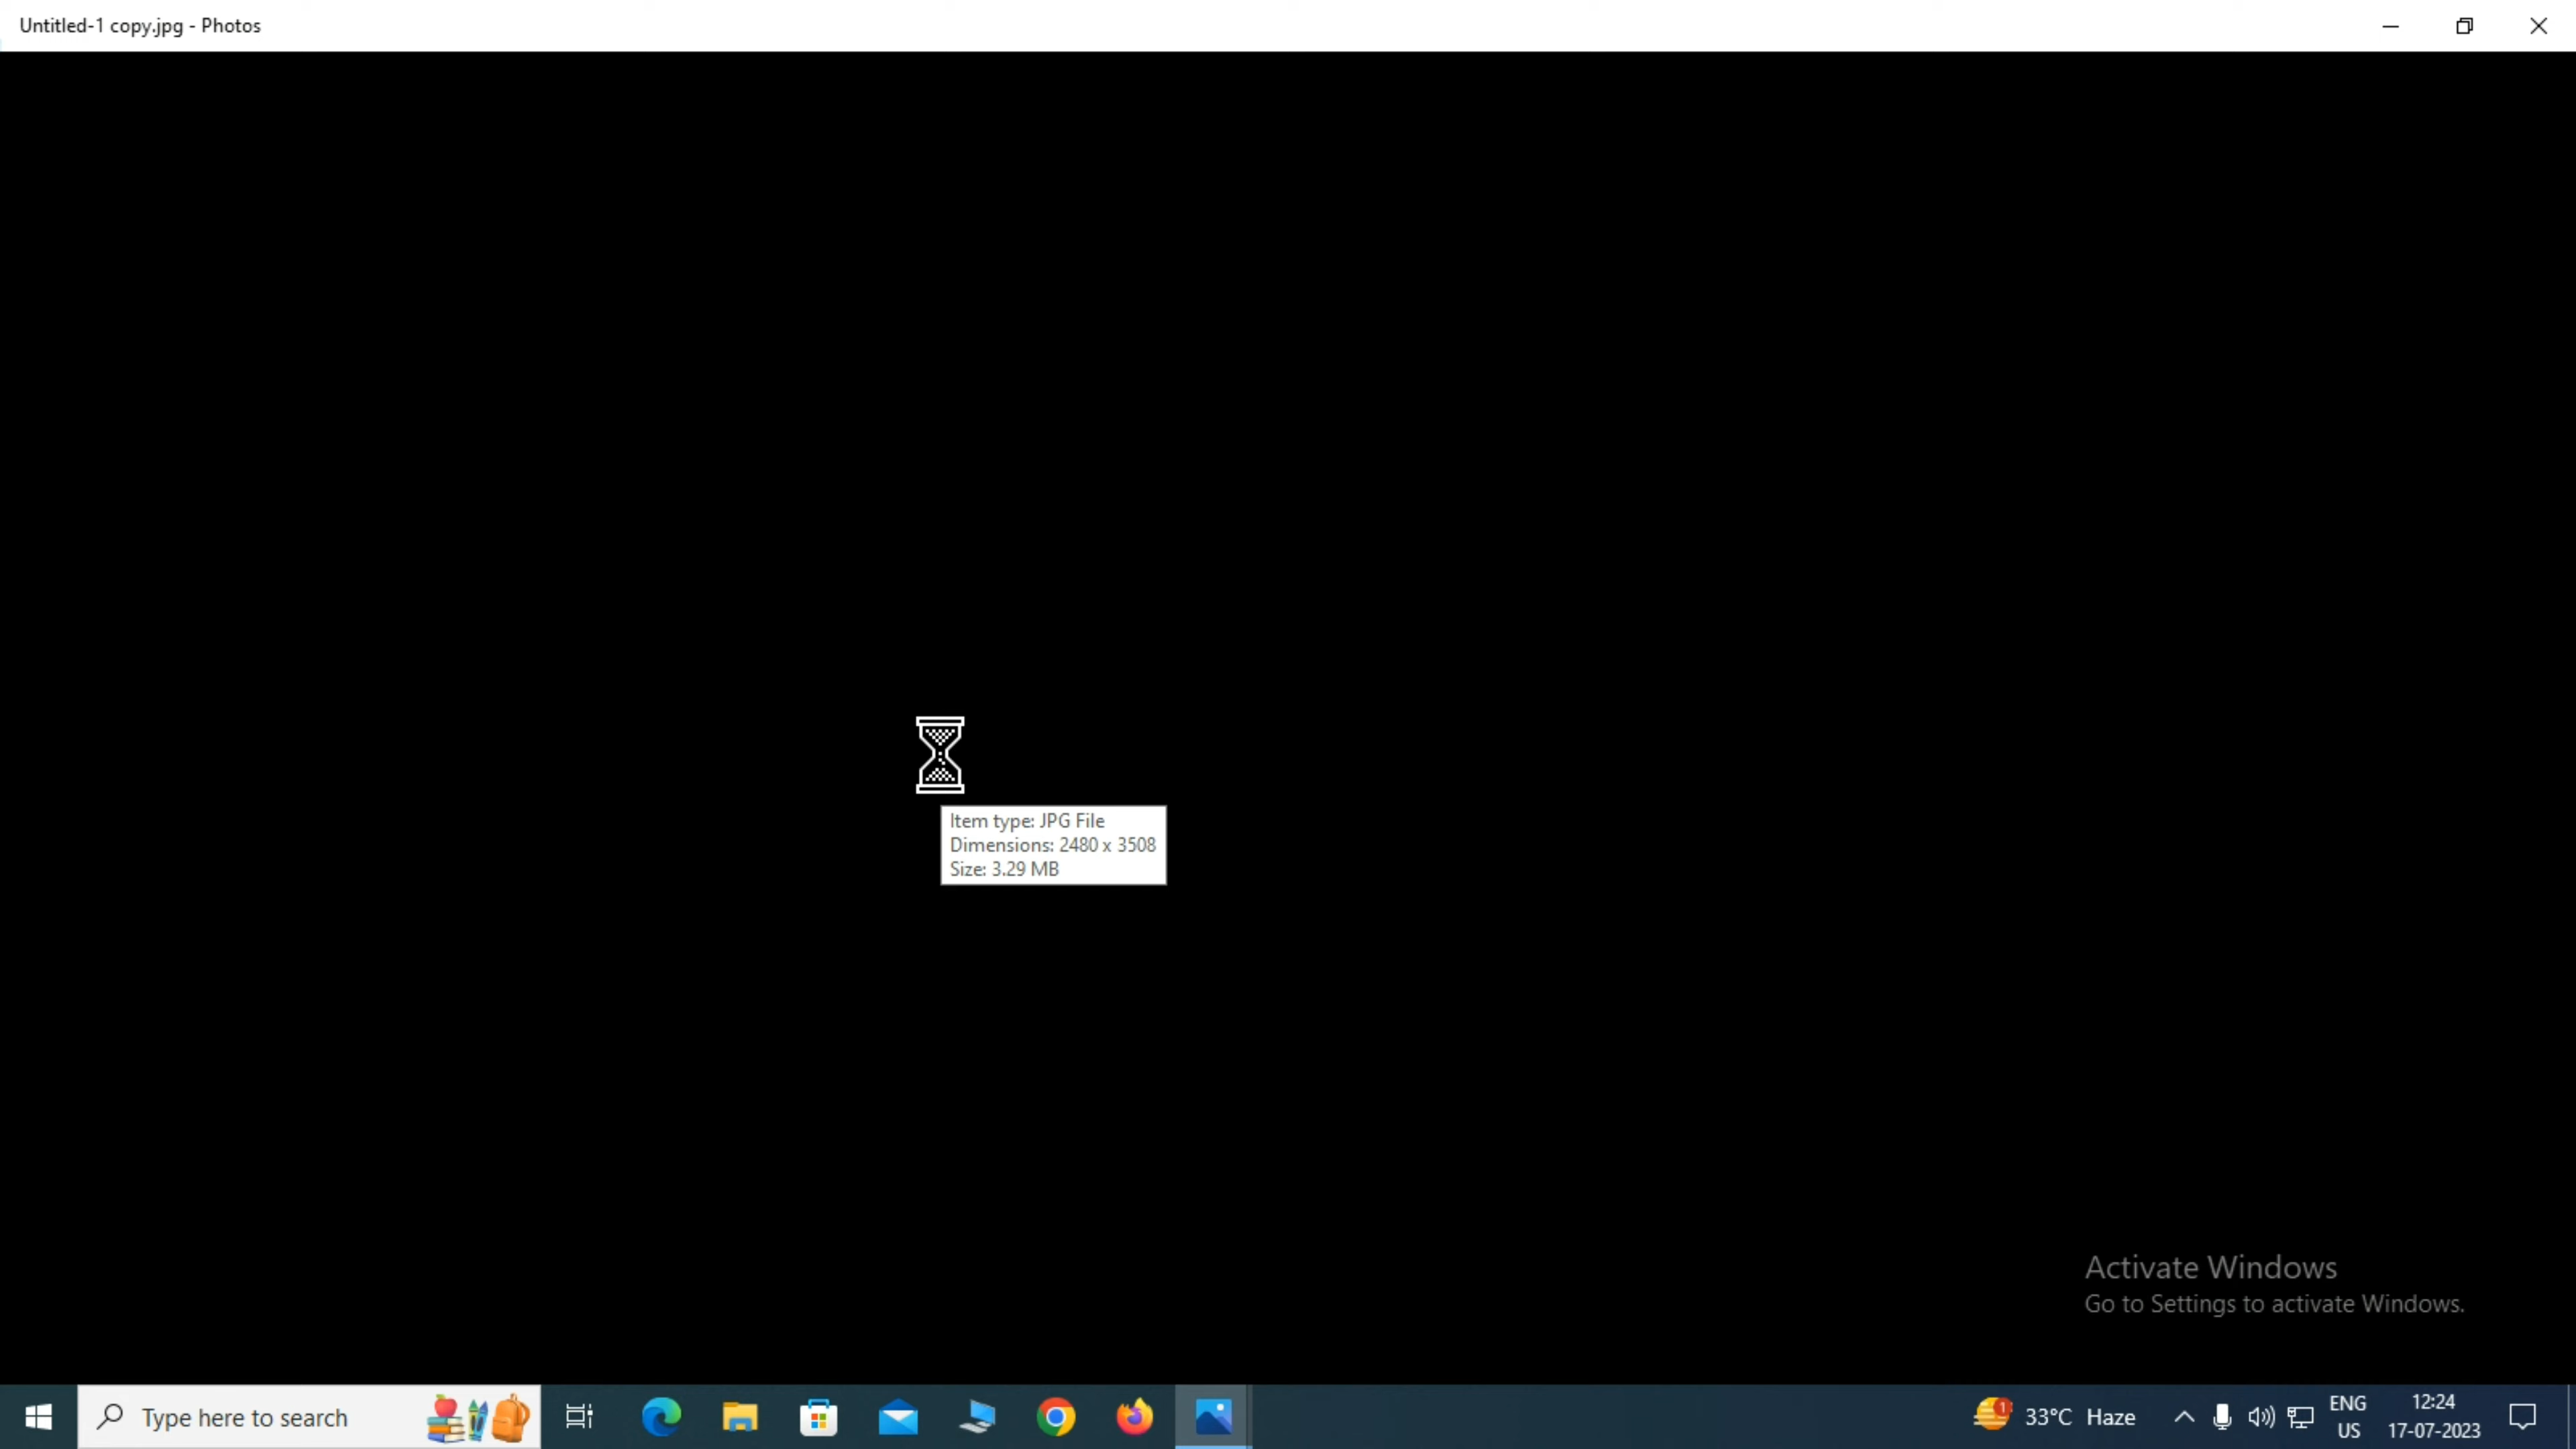 Untitled-1 copy.jpg - Photos
Item type: JPG File
Dimensions: 2480 x 3508
Size: 3.29 MB
Activate Windows
Go to Settings to activate Windows.
Type here to search
1
33°C Haze
ENG
US
12:24
17-07-2023